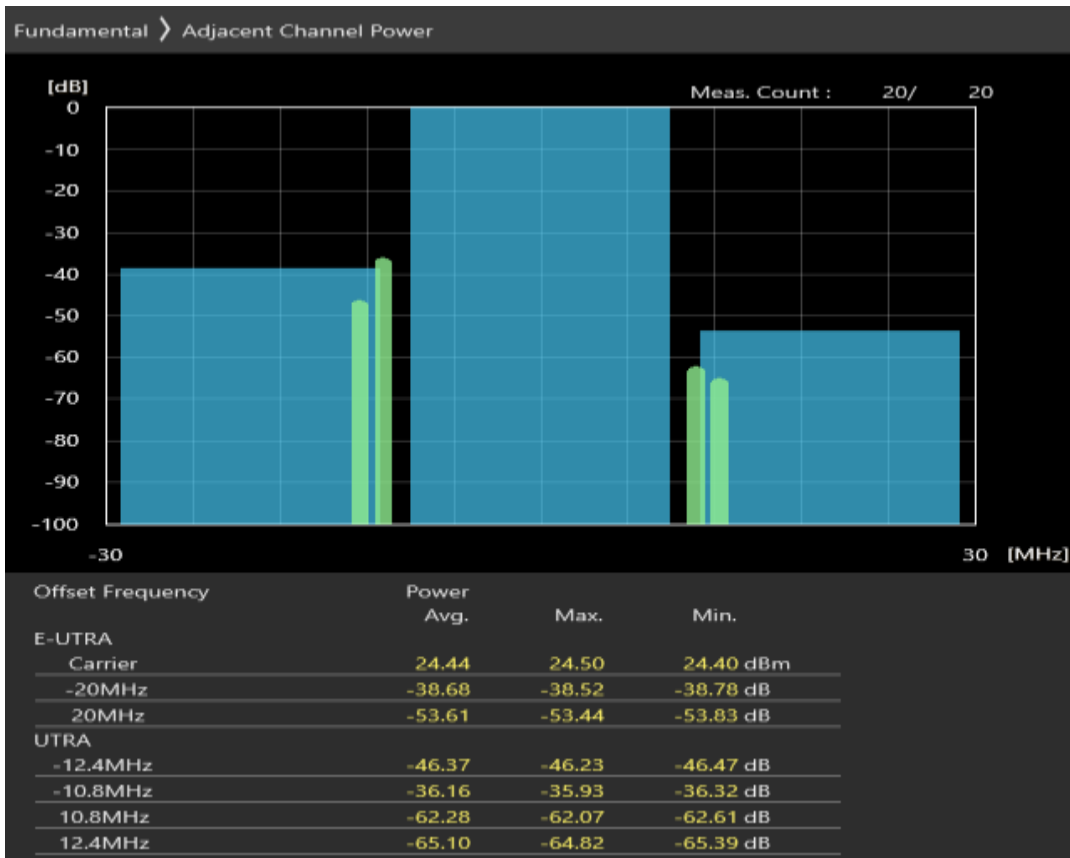 Fundamental ❯ Adjacent Channel Power
[dB]
Meas. Count : 20/ 20
0
-10
-20
-30
-40
-50
-60
-70
-80
-90
-100
-30 30 [MHz]
Offset Frequency Power
Avg. Max. Min.
E-UTRA
Carrier 24.44 24.50 24.40 dBm
-20MHz -38.68 -38.52 -38.78 dB
20MHz -53.61 -53.44 -53.83 dB
UTRA
-12.4MHz -46.37 -46.23 -46.47 dB
-10.8MHz -36.16 -35.93 -36.32 dB
10.8MHz -62.28 -62.07 -62.61 dB
12.4MHz -65.10 -64.82 -65.39 dB